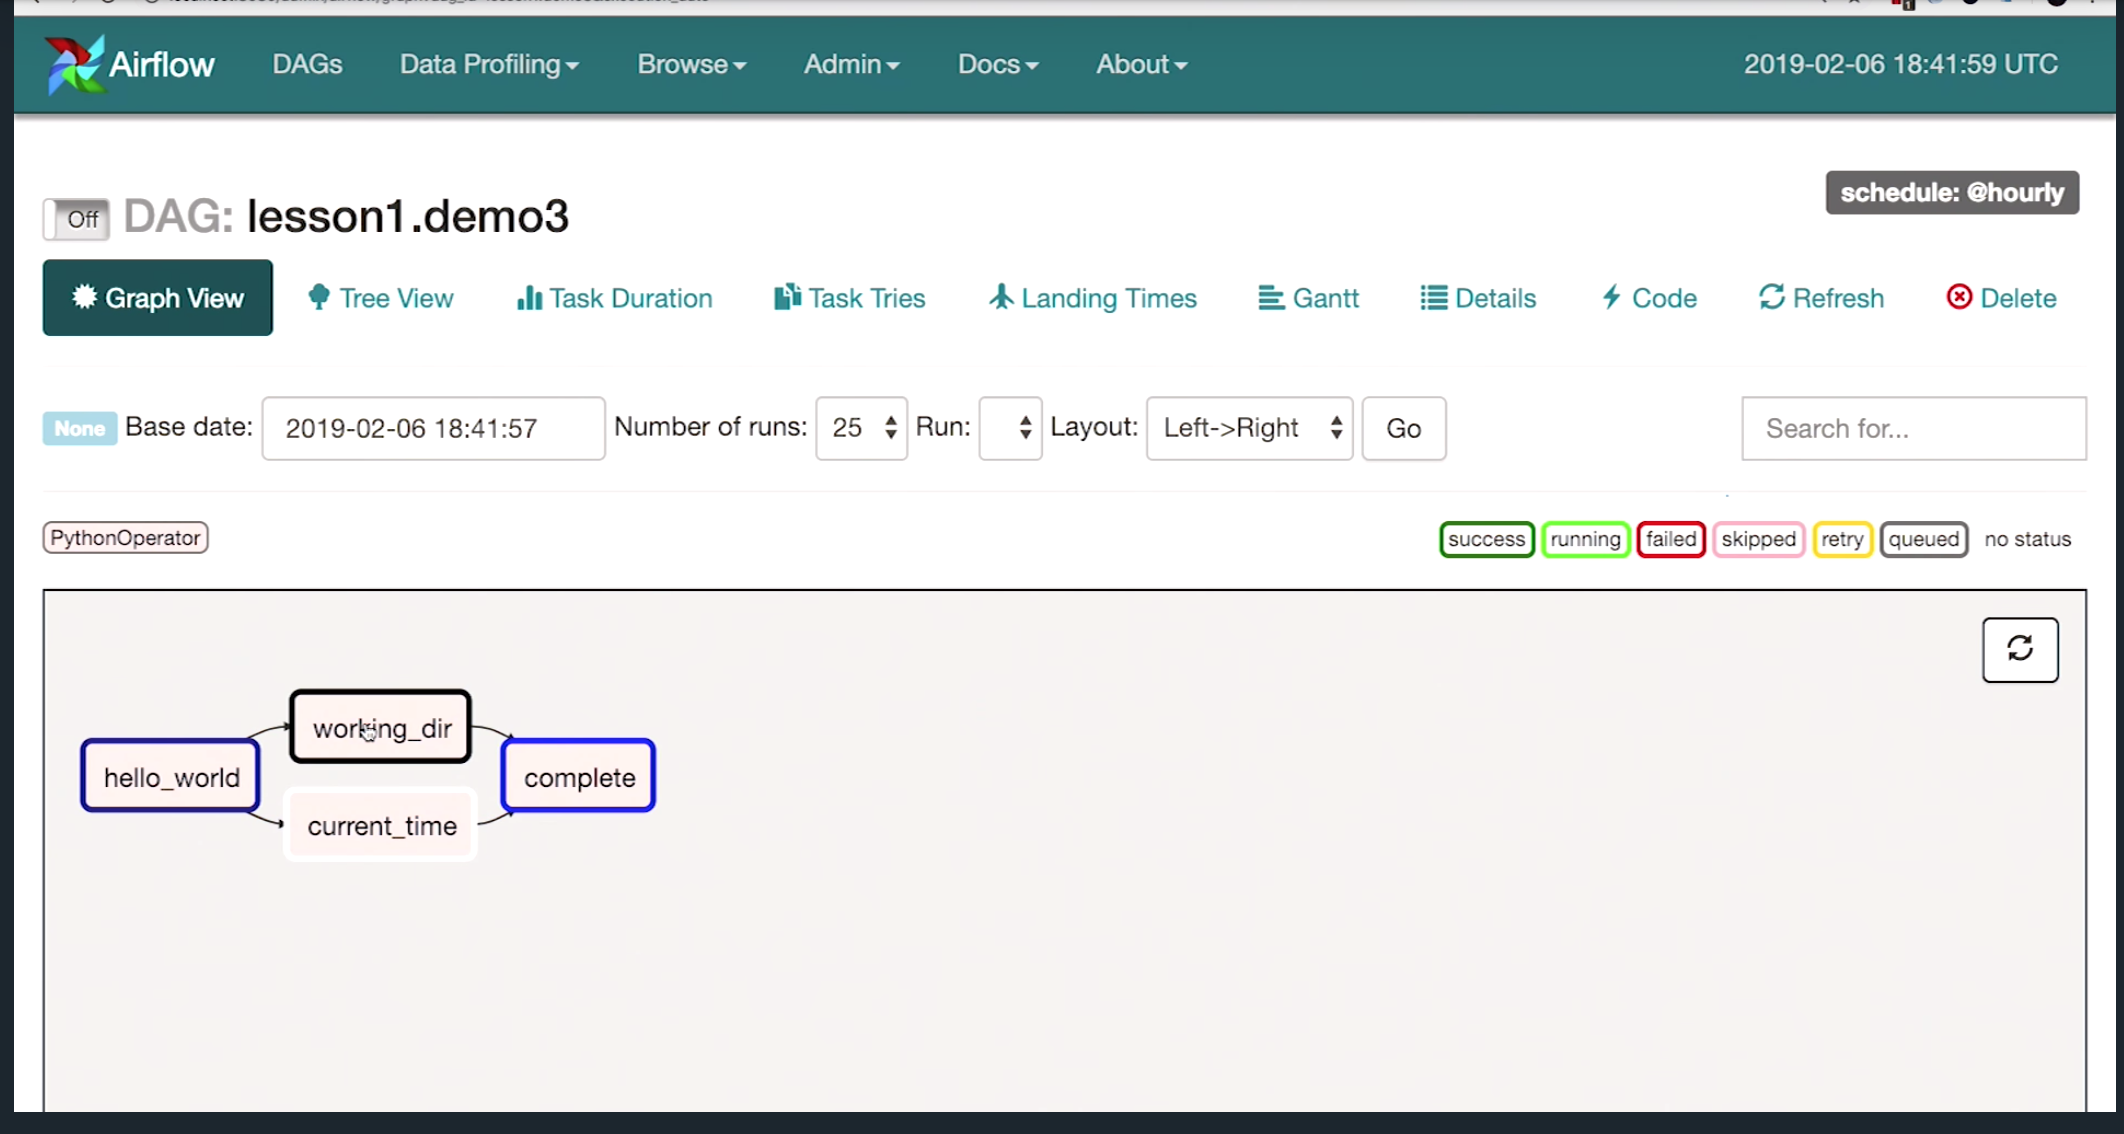 Airflow DAGs Data Profiling Browse Admin Docs About 2019-02-06 18:41:59 UTC
schedule: @hourly
Off DAG: lesson1.demo3
Graph View Tree View Task Duration Task Tries Landing Times Gantt Details Code Refresh Delete
None Base date: 2019-02-06 18:41:57 Number of runs: 25 Run: Layout: Left->Right Go Search for...
PythonOperator success running failed skipped retry queued no status
working_dir
hello_world complete
current_time